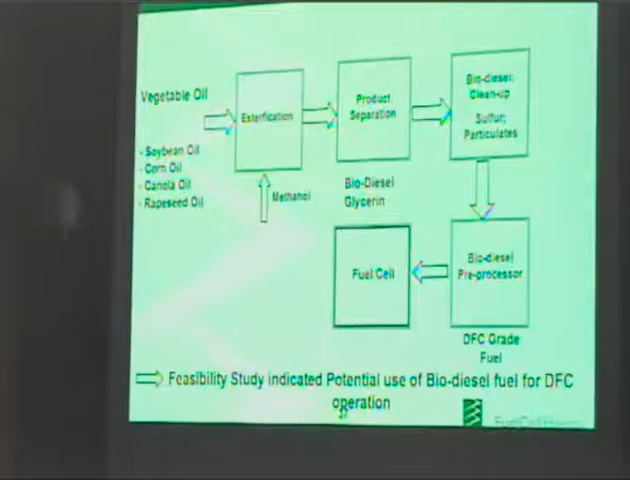 Vegetable Oil
- Soybean Oil
- Corn Oil
- Canola Oil
- Rapeseed Oil
Esterfication
Methanol
Product
Separation
Bio-Diesel
Glycerin
Bio-diesel:
Clean-up
Sulfur;
Particulates
Bio-diesel
Pre-processor
DFC Grade
Fuel
Fuel Cell
Feasibility Study indicated Potential use of Bio-diesel fuel for DFC
operation